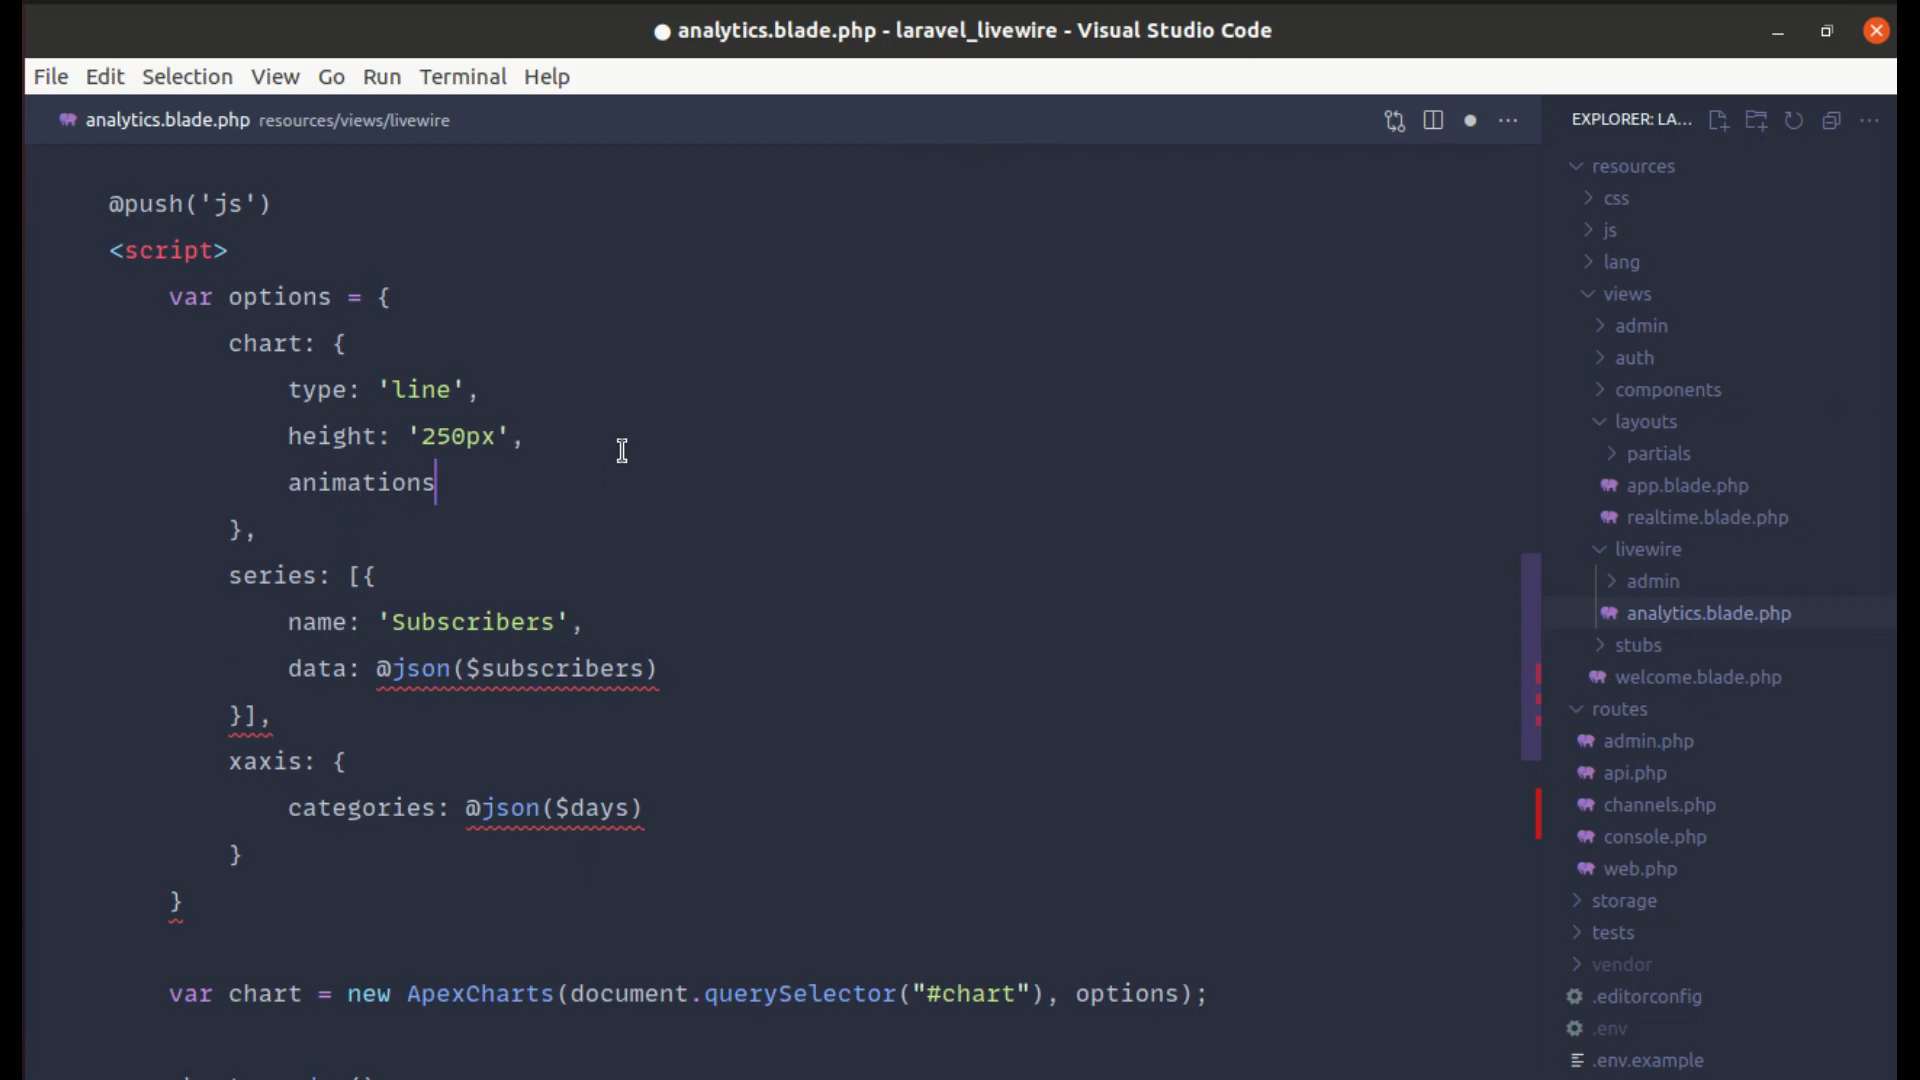 analytics.blade.php - laravel_livewire - Visual Studio Code
File Edit Selection View Go Run Terminal Help
analytics.blade.php resources/views/livewire
@push('js')
<script>
var options = {
chart: {
type: 'line',
height: '250px',
animations
},
series: [{
name: 'Subscribers',
data: @json($subscribers)
}],
xaxis: {
categories: @json($days)
}
}
var chart = new ApexCharts(document.querySelector("#chart"), options);
EXPLORER: LA...
resources
css
js
lang
views
admin
auth
components
layouts
partials
app.blade.php
realtime.blade.php
livewire
admin
analytics.blade.php
stubs
welcome.blade.php
routes
admin.php
api.php
channels.php
console.php
web.php
storage
tests
vendor
.editorconfig
.env
.env.example